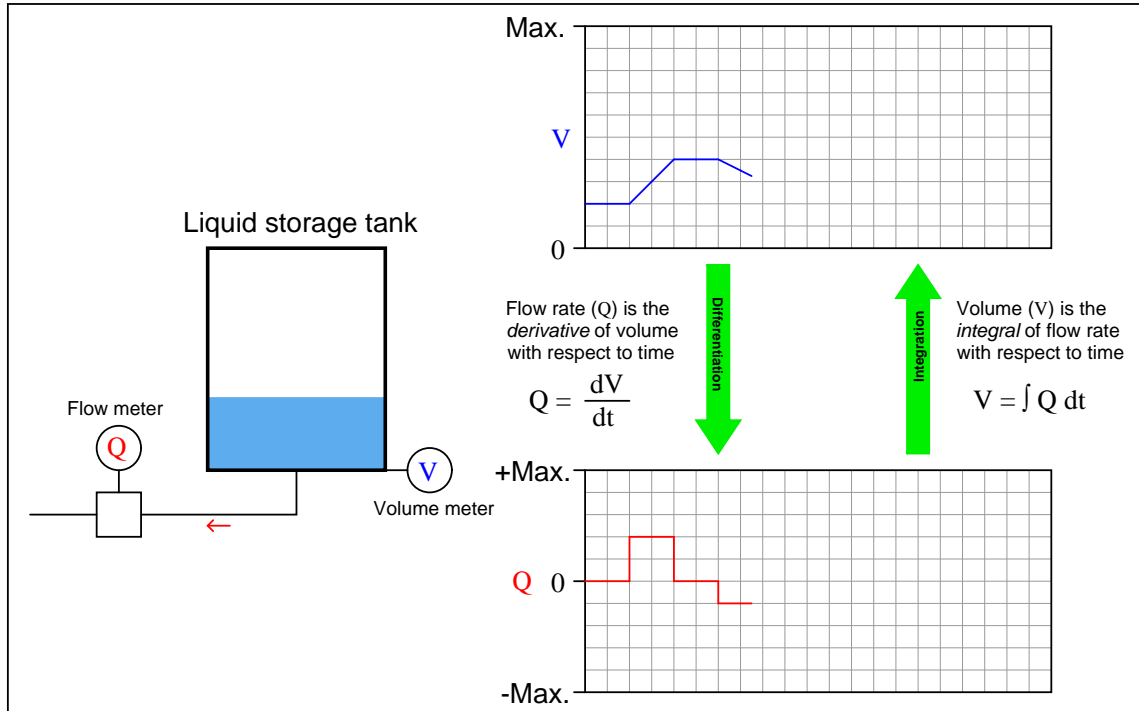 Max.
V
0
Liquid storage tank
Flow meter
Q
V
Volume meter
Flow rate (Q) is the
derivative of volume
with respect to time
Q = dV
dt
Differentiation
Integration
Volume (V) is the
integral of flow rate
with respect to time
V = ∫ Q dt
+Max.
Q 0
-Max.